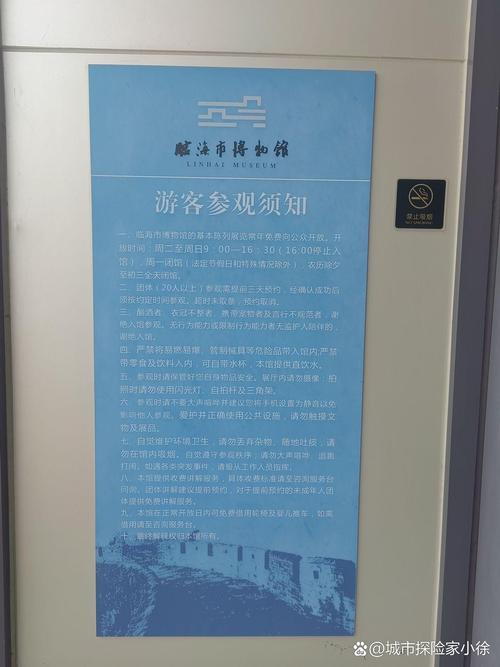 临海市博物馆
LINHAI MUSEUM
游客参观须知
一、临海市博物馆的基本陈列展览常年免费向公众开放。开
放时间：周二至周日9：00—16：30（16:00停止入
馆），周一闭馆（法定节假日和特殊情况除外），农历除夕
至初三全天闭馆。
二、团体（20人以上）参观需提前三天预约，经确认成功后
须按约定时间参观。超时未取票，预约取消。
三、酗酒者、衣冠不整者、携带宠物者及言行不规范者，谢
绝入馆参观。无行为能力或限制行为能力者无监护人陪伴的，
谢绝入馆。
四、严禁将易燃易爆、管制械具等危险品带入馆内;严禁
带零食及饮料入内，可自带水杯，本馆提供直饮水。
五、参观时请保管好您自身物品安全。展厅内请勿摄像，拍
照时请勿使用闪光灯、自拍杆及三角架。
六、参观时请不要大声喧哗并建议您将手机设置为静音以免
影响他人参观。爱护并正确使用公共设施，请勿触摸文
物及展品。
七、自觉维护环境卫生，请勿丢弃杂物、随地吐痰，请
勿在馆内吸烟。自觉遵守参观秩序；请勿大声喧哗、追跑
打闹。如遇各类突发事件，请服从工作人员指挥。
八、本馆提供收费讲解服务，具体收费标准请至咨询服务台
问询。团体讲解建议提前预约，对于提前预约的未成年人团
体提供免费讲解服务。
九、本馆在正常开放日内可免费借用轮椅及婴儿推车，如需
借用请至咨询服务台。
十、最终解释权归本馆所有。
禁止吸烟
NO SMOKING
百家号/城市探险家小徐